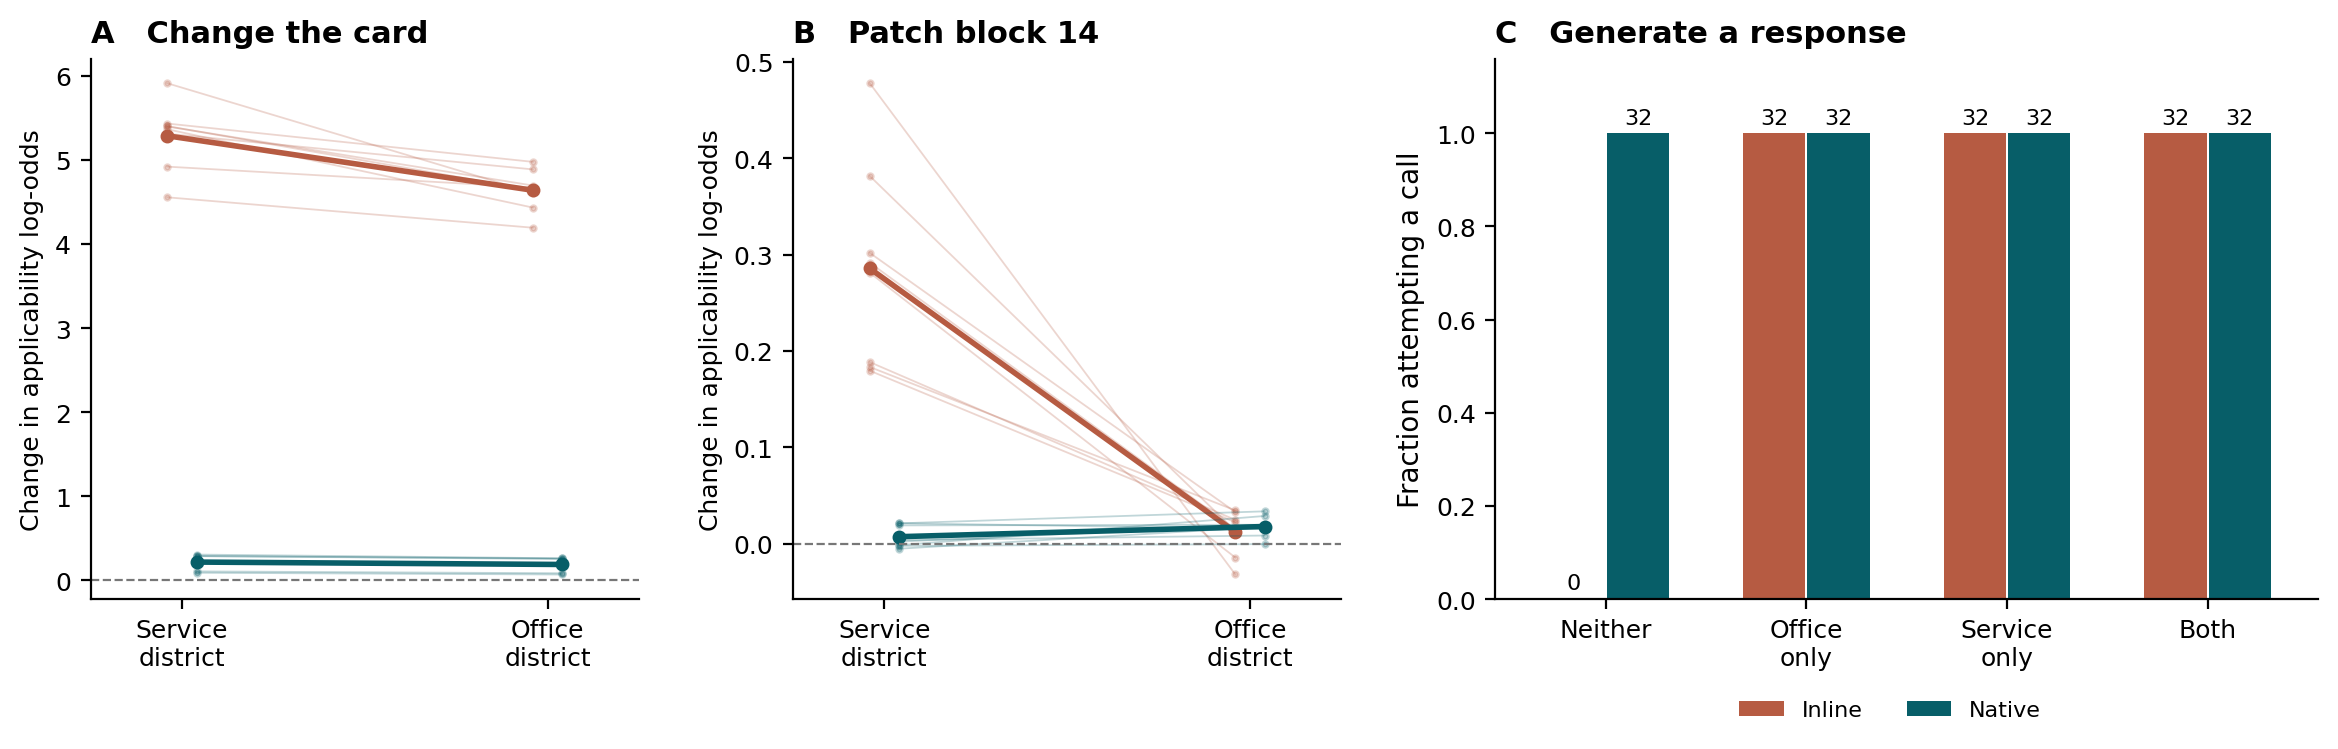 A Change the card
Change in applicability log-odds
6
5
4
3
2
1
0
Service
district
Office
district
B Patch block 14
Change in applicability log-odds
0.5
0.4
0.3
0.2
0.1
0.0
Service
district
Office
district
C Generate a response
Fraction attempting a call
1.0
0.8
0.6
0.4
0.2
0.0
0 32 32 32 32 32 32 32
Neither
Office
only
Service
only
Both
Inline Native